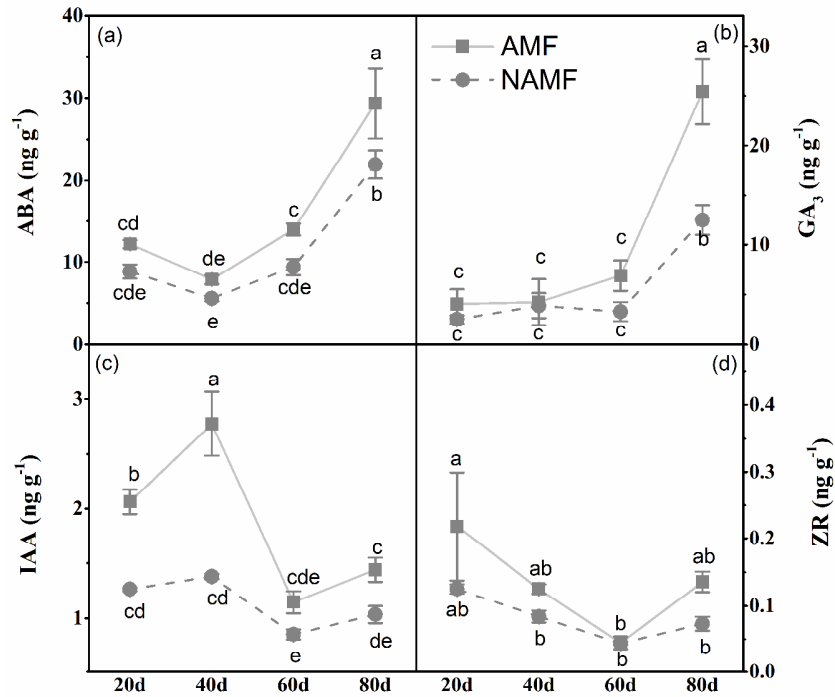 (a)
40
30
20
10
0
ABA (ng g-1)
cd
de
c
a
cde
e
cde
b
AMF
NAMF
(b)
a
30
20
10
0
GA3 (ng g-1)
c
c
c
c
c
c
b
(c)
3
2
1
IAA (ng g-1)
a
b
cde
c
cd
cd
e
de
20d 40d 60d 80d
(d)
0.4
0.3
0.2
0.1
0.0
ZR (ng g-1)
a
ab
b
ab
ab
b
b
b
20d 40d 60d 80d